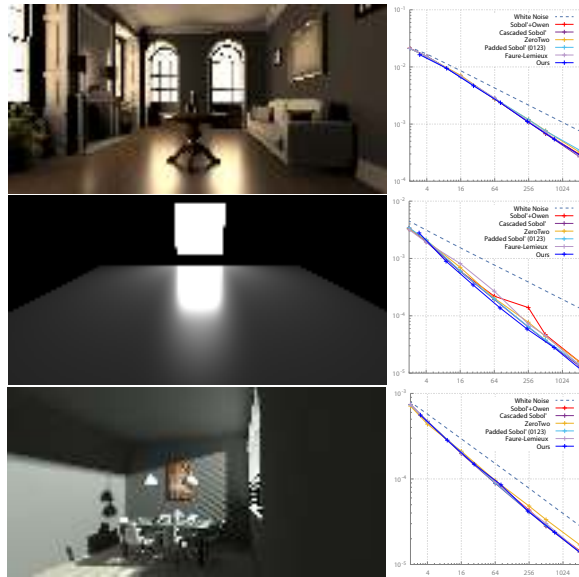 10⁻¹
White Noise
Sobol'+Owen
Cascaded Sobol'
ZeroTwo
Padded Sobol' (0123)
Faure-Lemieux
Ours
10⁻²
10⁻³
10⁻⁴
4 16 64 256 1024
10⁻²
White Noise
Sobol'+Owen
Cascaded Sobol'
ZeroTwo
Padded Sobol' (0123)
Faure-Lemieux
Ours
10⁻³
10⁻⁴
10⁻⁵
4 16 64 256 1024
10⁻³
White Noise
Sobol'+Owen
Cascaded Sobol'
ZeroTwo
Padded Sobol' (0123)
Faure-Lemieux
Ours
10⁻⁴
10⁻⁵
4 16 64 256 1024